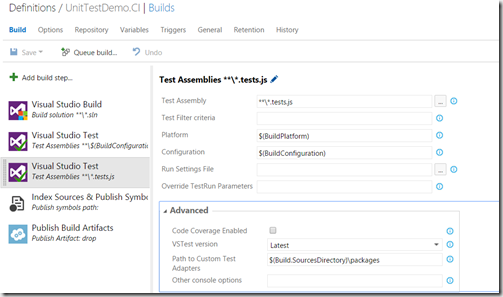 Definitions / UnitTestDemo.CI | Builds
Build Options Repository Variables Triggers General Retention History
Save Queue build... Undo
Add build step...
Visual Studio Build
Build solution **\*.sln
Visual Studio Test
Test Assemblies **\$(BuildConfiguration
Visual Studio Test
Test Assemblies **\*.tests.js
Index Sources & Publish Symbo
Publish symbols path:
Publish Build Artifacts
Publish Artifact: drop
Test Assemblies **\*.tests.js
Test Assembly **\*.tests.js ...
Test Filter criteria
Platform $(BuildPlatform)
Configuration $(BuildConfiguration)
Run Settings File ...
Override TestRun Parameters
Advanced
Code Coverage Enabled
VSTest version Latest
Path to Custom Test Adapters $(Build.SourcesDirectory)\packages
Other console options